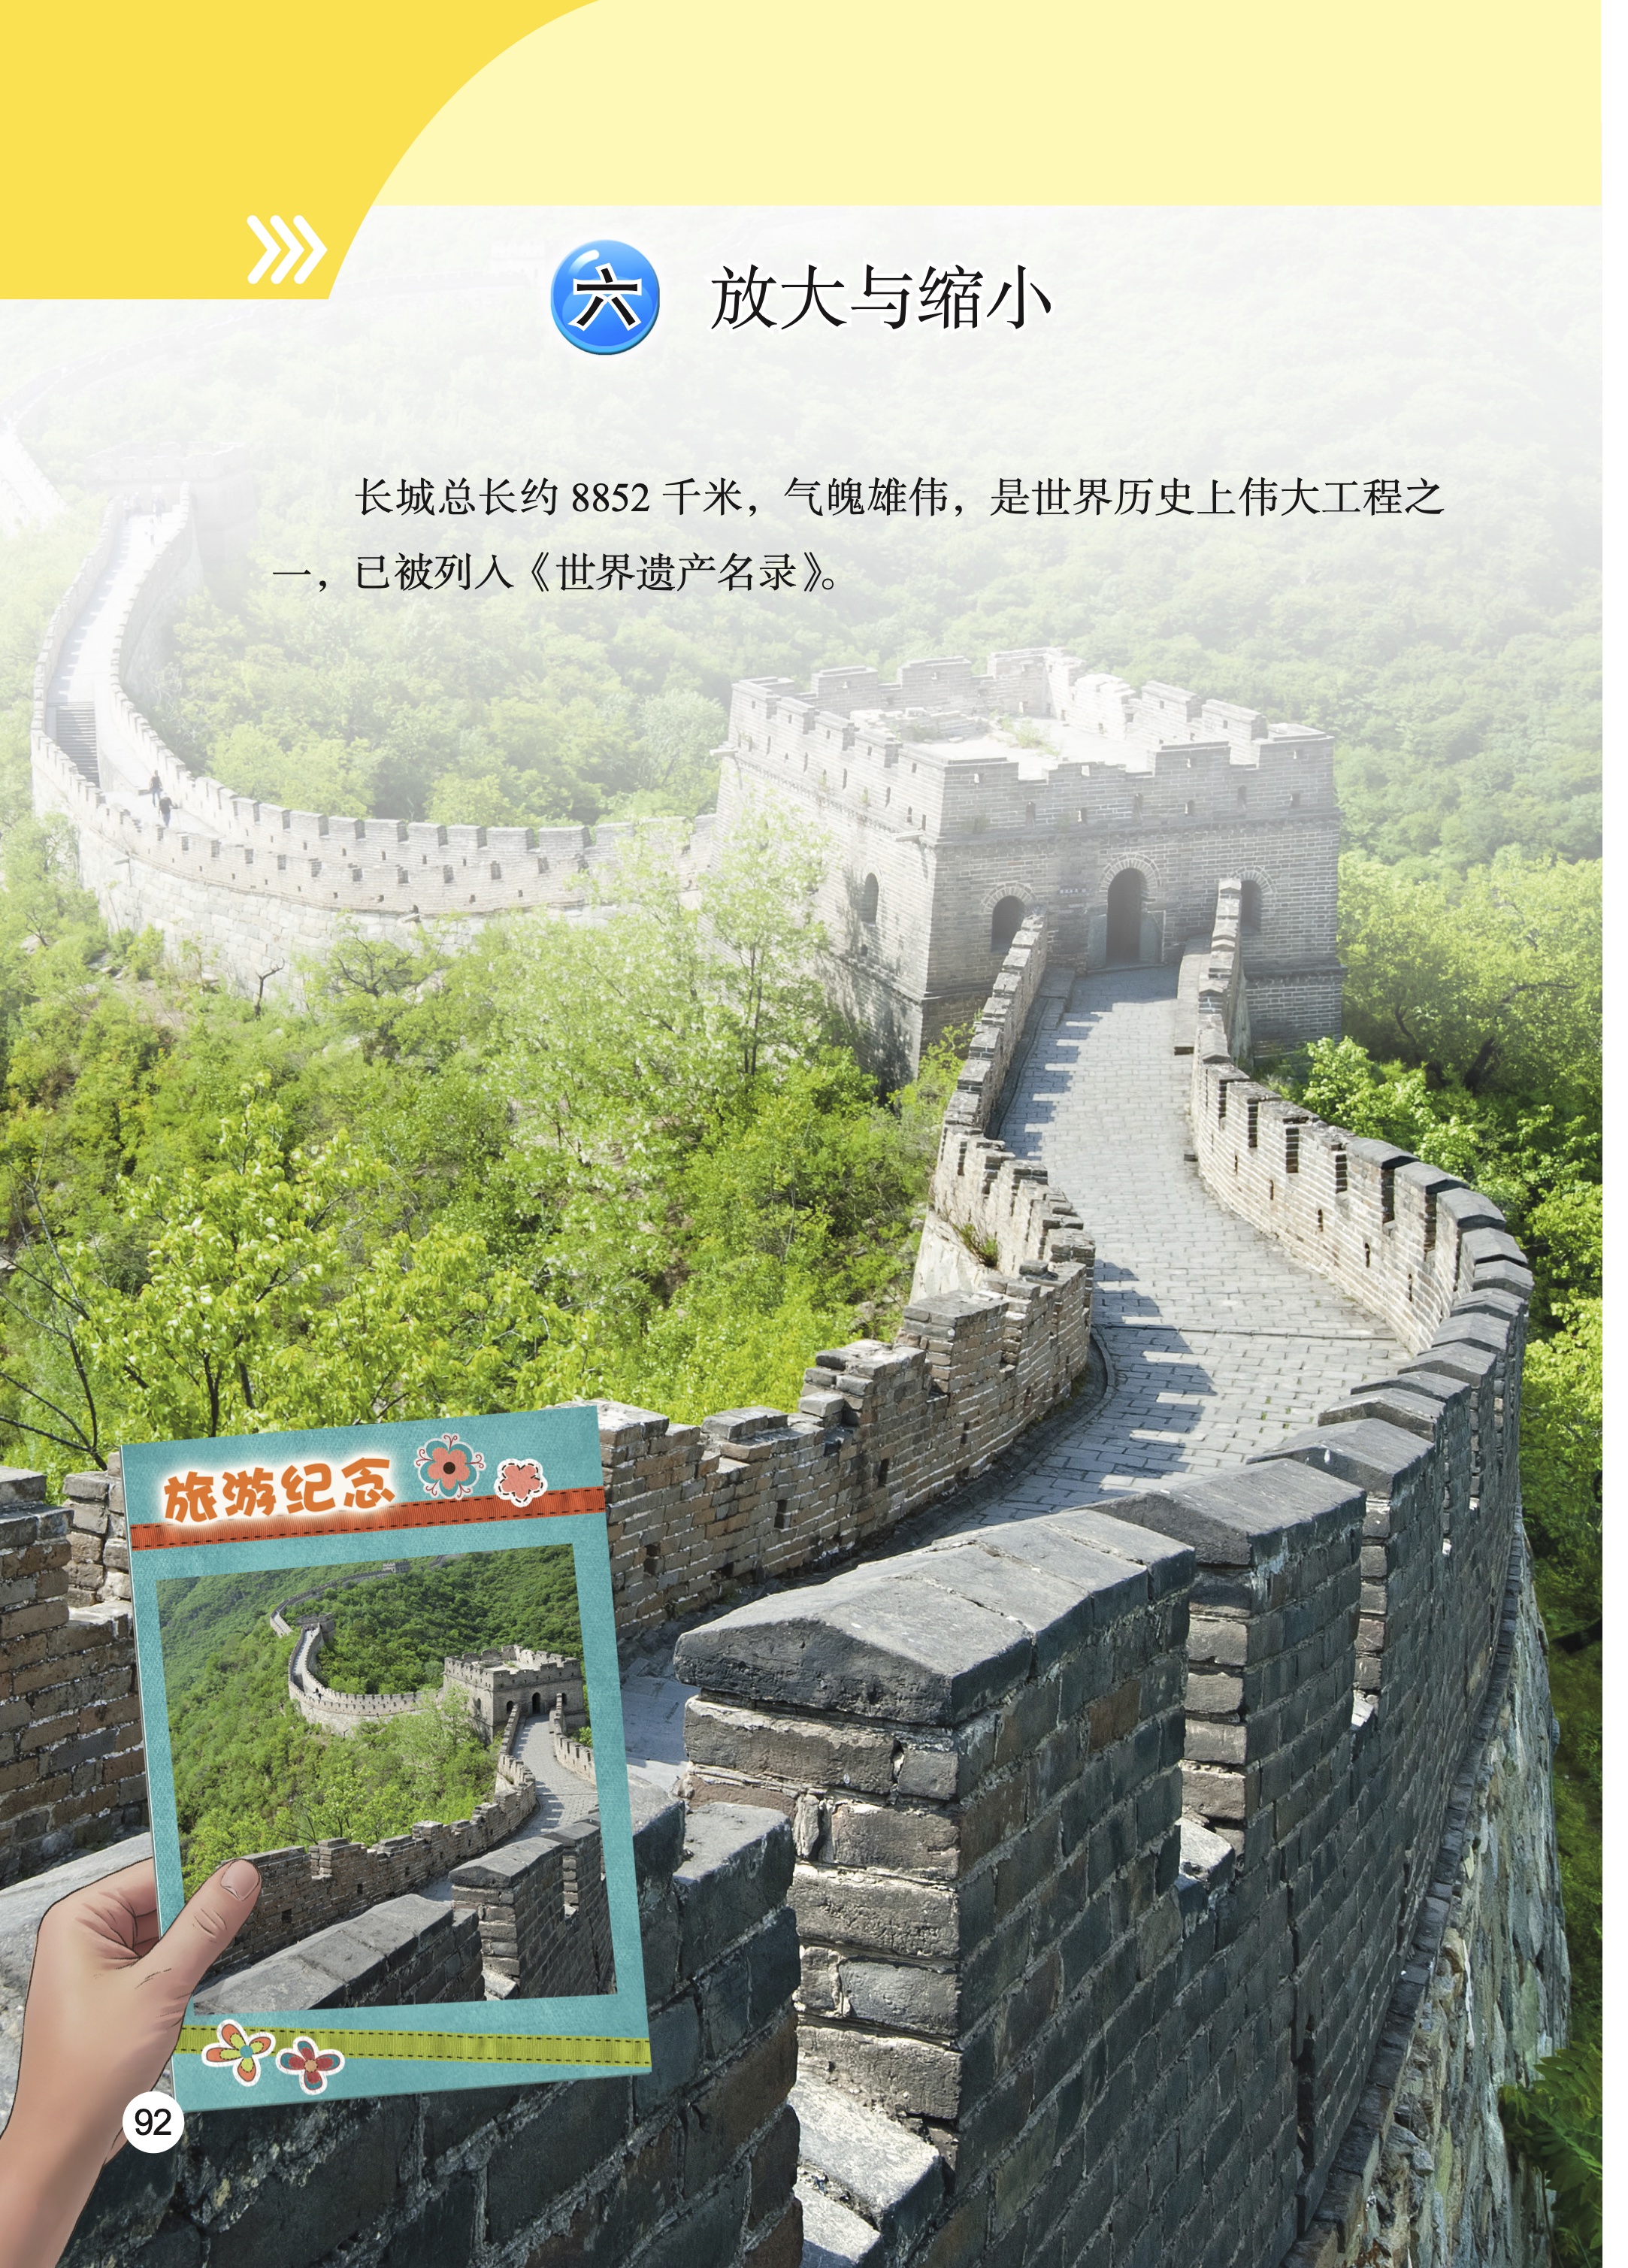 六 放大与缩小
长城总长约 8852 千米，气魄雄伟，是世界历史上伟大工程之
一，已被列入《世界遗产名录》。
旅游纪念
92